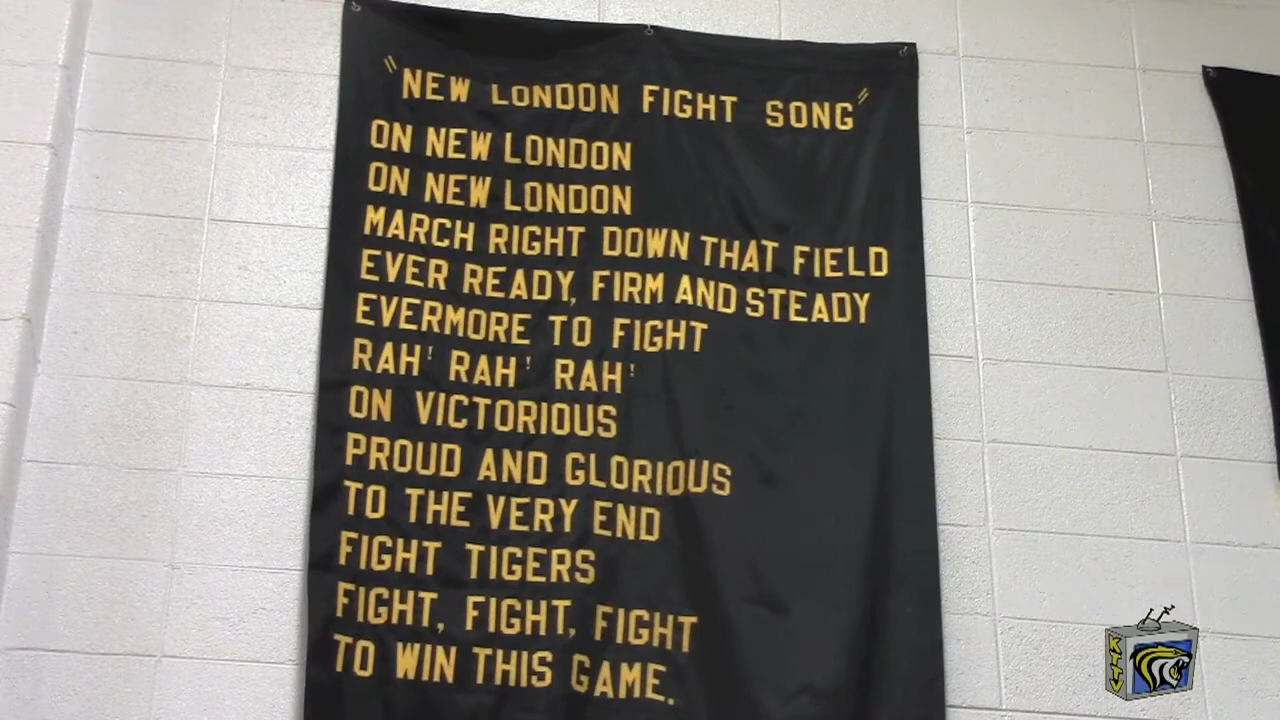 "NEW LONDON FIGHT SONG"
ON NEW LONDON
ON NEW LONDON
MARCH RIGHT DOWN THAT FIELD
EVER READY, FIRM AND STEADY
EVERMORE TO FIGHT
RAH! RAH! RAH!
ON VICTORIOUS
PROUD AND GLORIOUS
TO THE VERY END
FIGHT TIGERS
FIGHT, FIGHT, FIGHT
TO WIN THIS GAME.
KTTV